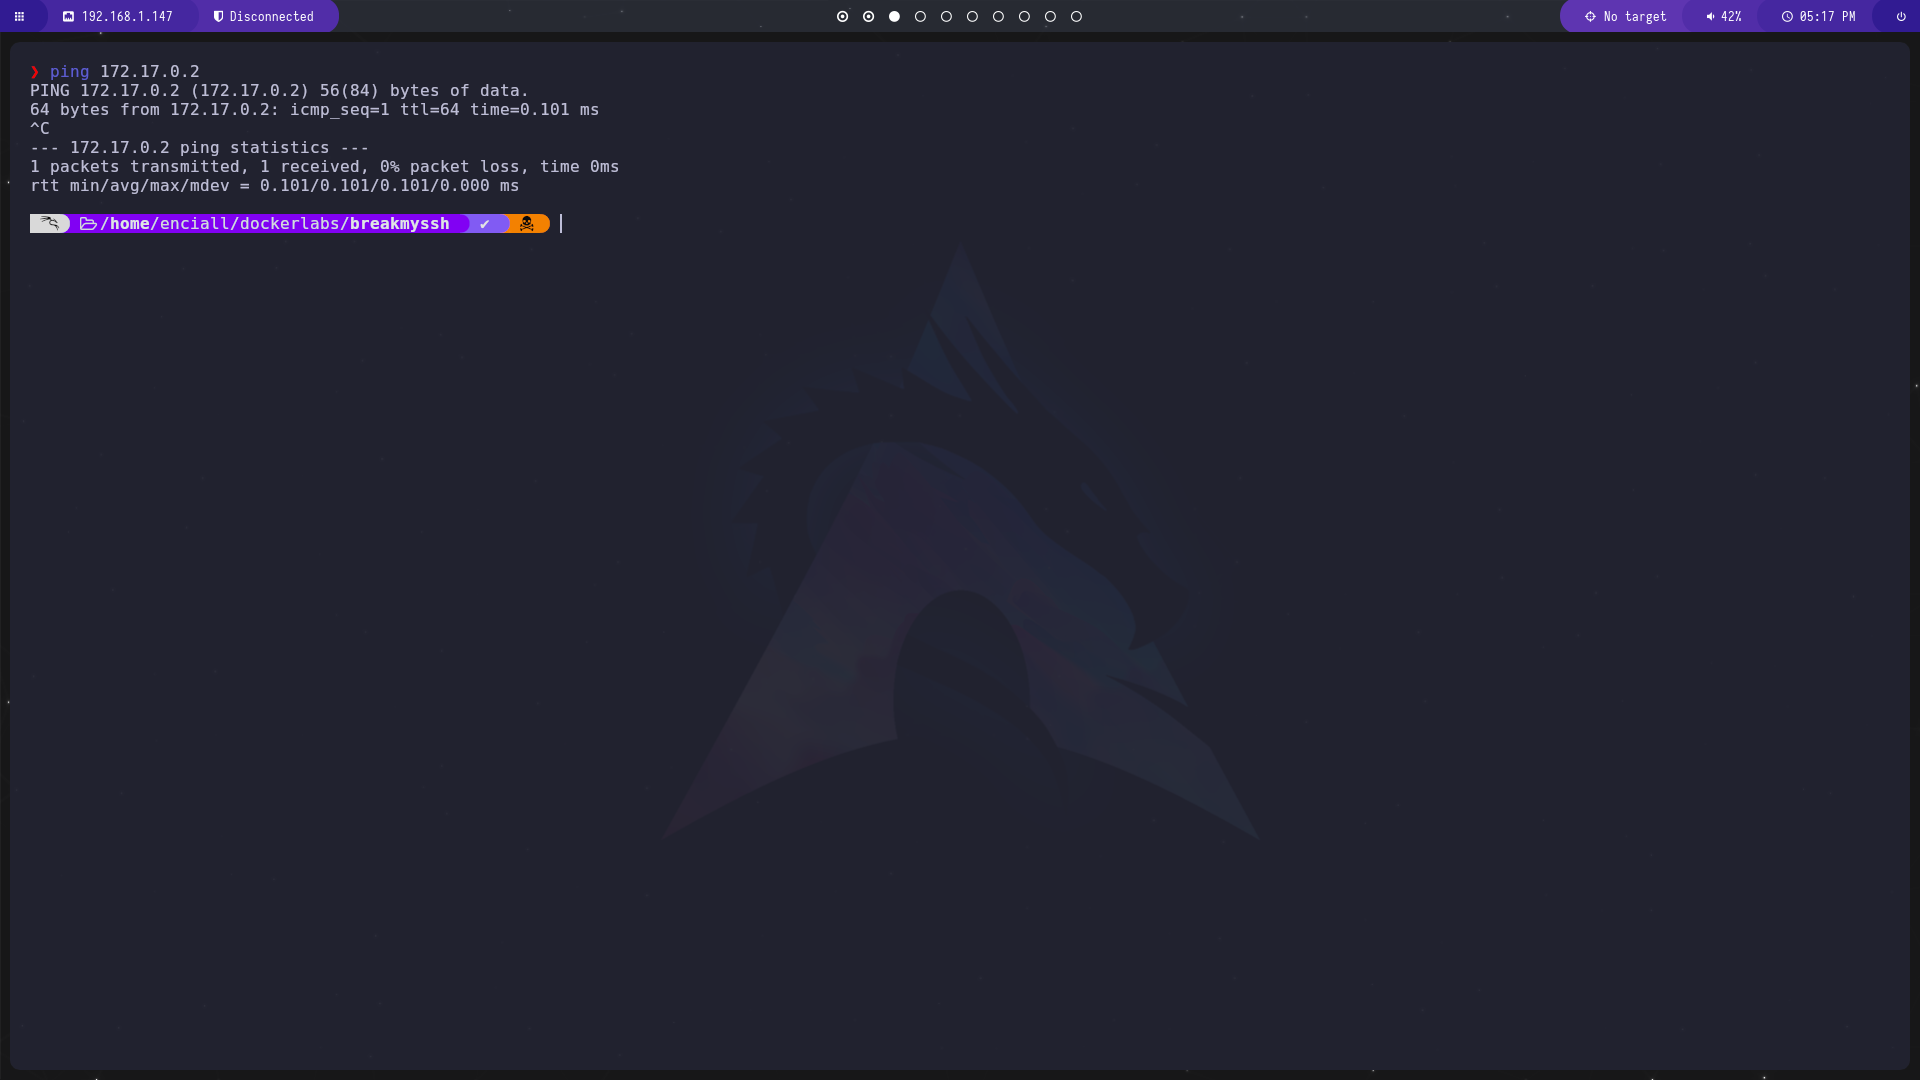 192.168.1.147 Disconnected No target 42% 05:17 PM
❯ ping 172.17.0.2
PING 172.17.0.2 (172.17.0.2) 56(84) bytes of data.
64 bytes from 172.17.0.2: icmp_seq=1 ttl=64 time=0.101 ms
^C
--- 172.17.0.2 ping statistics ---
1 packets transmitted, 1 received, 0% packet loss, time 0ms
rtt min/avg/max/mdev = 0.101/0.101/0.101/0.000 ms
/home/enciall/dockerlabs/breakmyssh ✔